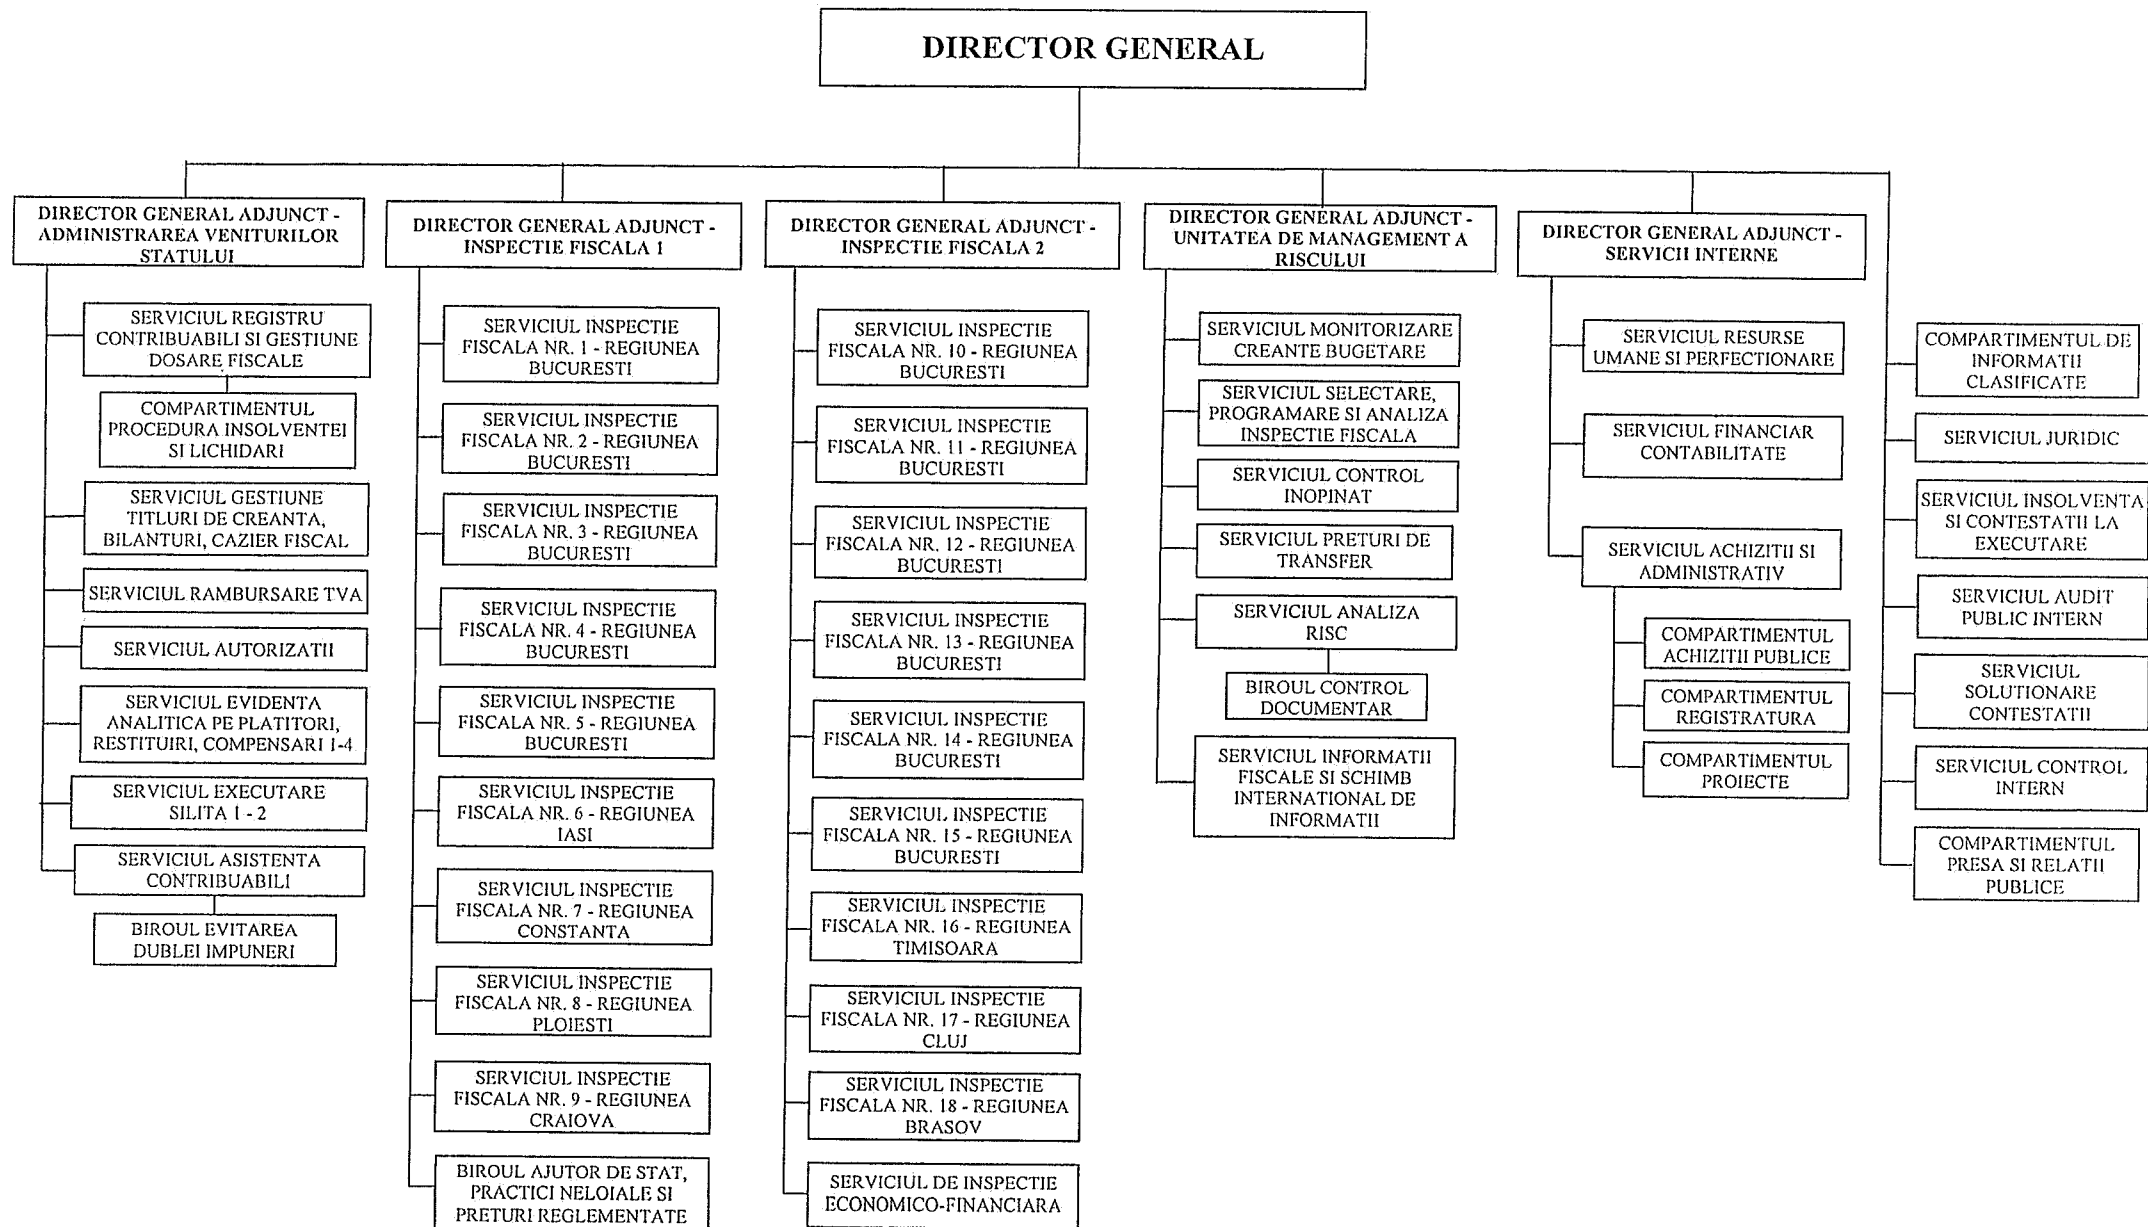 DIRECTOR GENERAL
DIRECTOR GENERAL ADJUNCT -
ADMINISTRAREA VENITURILOR
STATULUI
SERVICIUL REGISTRU
CONTRIBUABILI SI GESTIUNE
DOSARE FISCALE
COMPARTIMENTUL
PROCEDURA INSOLVENTEI
SI LICHIDARI
SERVICIUL GESTIUNE
TITLURI DE CREANTA,
BILANTURI, CAZIER FISCAL
SERVICIUL RAMBURSARE TVA
SERVICIUL AUTORIZATII
SERVICIUL EVIDENTA
ANALITICA PE PLATITORI,
RESTITUIRI, COMPENSARI 1-4
SERVICIUL EXECUTARE
SILITA 1 - 2
SERVICIUL ASISTENTA
CONTRIBUABILI
BIROUL EVITAREA
DUBLEI IMPUNERI
DIRECTOR GENERAL ADJUNCT -
INSPECTIE FISCALA 1
SERVICIUL INSPECTIE
FISCALA NR. 1 - REGIUNEA
BUCURESTI
SERVICIUL INSPECTIE
FISCALA NR. 2 - REGIUNEA
BUCURESTI
SERVICIUL INSPECTIE
FISCALA NR. 3 - REGIUNEA
BUCURESTI
SERVICIUL INSPECTIE
FISCALA NR. 4 - REGIUNEA
BUCURESTI
SERVICIUL INSPECTIE
FISCALA NR. 5 - REGIUNEA
BUCURESTI
SERVICIUL INSPECTIE
FISCALA NR. 6 - REGIUNEA
IASI
SERVICIUL INSPECTIE
FISCALA NR. 7 - REGIUNEA
CONSTANTA
SERVICIUL INSPECTIE
FISCALA NR. 8 - REGIUNEA
PLOIESTI
SERVICIUL INSPECTIE
FISCALA NR. 9 - REGIUNEA
CRAIOVA
BIROUL AJUTOR DE STAT,
PRACTICI NELOIALE SI
PRETURI REGLEMENTATE
DIRECTOR GENERAL ADJUNCT -
INSPECTIE FISCALA 2
SERVICIUL INSPECTIE
FISCALA NR. 10 - REGIUNEA
BUCURESTI
SERVICIUL INSPECTIE
FISCALA NR. 11 - REGIUNEA
BUCURESTI
SERVICIUL INSPECTIE
FISCALA NR. 12 - REGIUNEA
BUCURESTI
SERVICIUL INSPECTIE
FISCALA NR. 13 - REGIUNEA
BUCURESTI
SERVICIUL INSPECTIE
FISCALA NR. 14 - REGIUNEA
BUCURESTI
SERVICIUL INSPECTIE
FISCALA NR. 15 - REGIUNEA
BUCURESTI
SERVICIUL INSPECTIE
FISCALA NR. 16 - REGIUNEA
TIMISOARA
SERVICIUL INSPECTIE
FISCALA NR. 17 - REGIUNEA
CLUJ
SERVICIUL INSPECTIE
FISCALA NR. 18 - REGIUNEA
BRASOV
SERVICIUL DE INSPECTIE
ECONOMICO-FINANCIARA
DIRECTOR GENERAL ADJUNCT -
UNITATEA DE MANAGEMENT A
RISCULUI
SERVICIUL MONITORIZARE
CREANTE BUGETARE
SERVICIUL SELECTARE,
PROGRAMARE SI ANALIZA
INSPECTIE FISCALA
SERVICIUL CONTROL
INOPINAT
SERVICIUL PRETURI DE
TRANSFER
SERVICIUL ANALIZA
RISC
BIROUL CONTROL
DOCUMENTAR
SERVICIUL INFORMATII
FISCALE SI SCHIMB
INTERNATIONAL DE
INFORMATII
DIRECTOR GENERAL ADJUNCT -
SERVICII INTERNE
SERVICIUL RESURSE
UMANE SI PERFECTIONARE
SERVICIUL FINANCIAR
CONTABILITATE
SERVICIUL ACHIZITII SI
ADMINISTRATIV
COMPARTIMENTUL
ACHIZITII PUBLICE
COMPARTIMENTUL
REGISTRATURA
COMPARTIMENTUL
PROIECTE
COMPARTIMENTUL DE
INFORMATII
CLASIFICATE
SERVICIUL JURIDIC
SERVICIUL INSOLVENTA
SI CONTESTATII LA
EXECUTARE
SERVICIUL AUDIT
PUBLIC INTERN
SERVICIUL
SOLUTIONARE
CONTESTATII
SERVICIUL CONTROL
INTERN
COMPARTIMENTUL
PRESA SI RELATII
PUBLICE